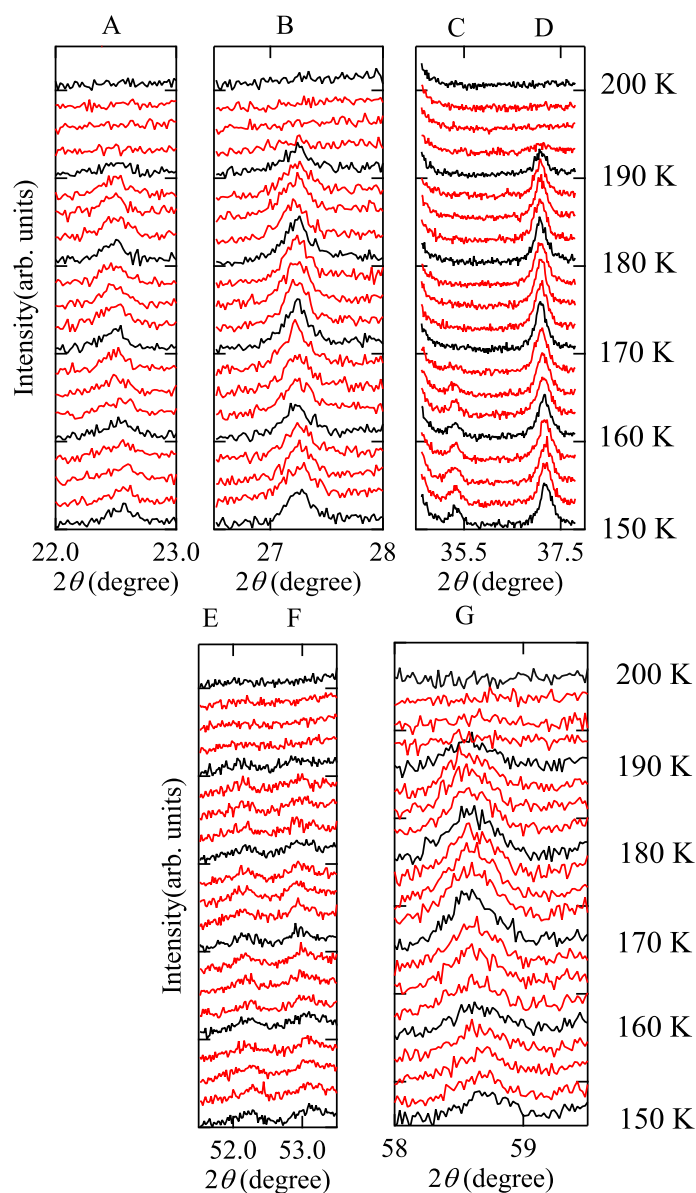 A B C D
200 K
190 K
180 K
170 K
160 K
150 K
Intensity(arb. units)
22.0 23.0 27 28 35.5 37.5
2θ (degree) 2θ (degree) 2θ (degree)
E F G
200 K
190 K
180 K
170 K
160 K
150 K
Intensity(arb. units)
52.0 53.0 58 59
2θ (degree) 2θ (degree)